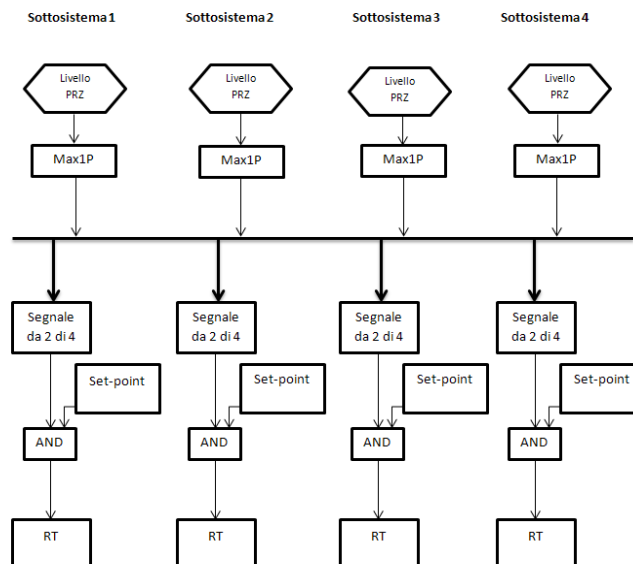 Sottosistema 1 Sottosistema 2 Sottosistema 3 Sottosistema 4
Livello Livello Livello Livello
PRZ PRZ PRZ PRZ
Max1P Max1P Max1P Max1P
Segnale Segnale Segnale Segnale
da 2 di 4 da 2 di 4 da 2 di 4 da 2 di 4
Set-point Set-point Set-point Set-point
AND AND AND AND
RT RT RT RT